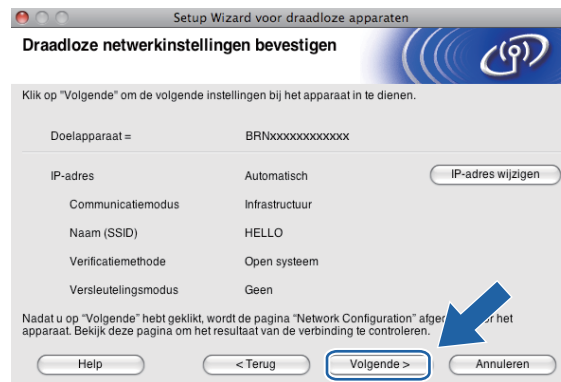 Setup Wizard voor draadloze apparaten
Draadloze netwerkinstellingen bevestigen
Klik op "Volgende" om de volgende instellingen bij het apparaat in te dienen.
Doelapparaat = BRNxxxxxxxxxxxx
IP-adres Automatisch IP-adres wijzigen
Communicatiemodus Infrastructuur
Naam (SSID) HELLO
Verificatiemethode Open systeem
Versleutelingsmodus Geen
Nadat u op "Volgende" hebt geklikt, wordt de pagina "Network Configuration" het
apparaat. Bekijk deze pagina om het resultaat van de verbinding te controleren.
Help < Terug Volgende > Annuleren